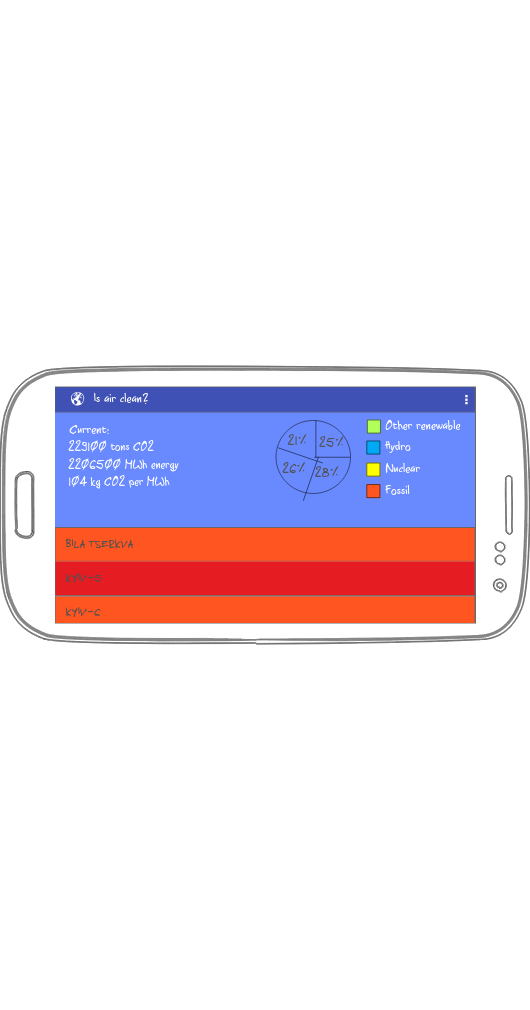 Is air clean?
Current:
229100 tons CO2
2206500 MWh energy
104 kg CO2 per MWh
21%
25%
26%
28%
Other renewable
Hydro
Nuclear
Fossil
BILA TSERKVA
KYIV-2
KYIV-C